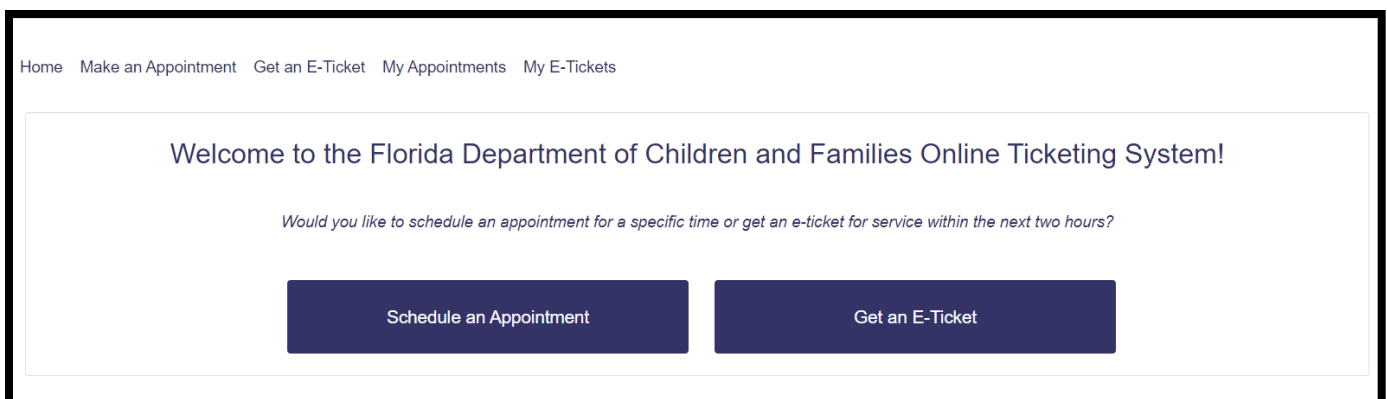 Home Make an Appointment Get an E-Ticket My Appointments My E-Tickets
Welcome to the Florida Department of Children and Families Online Ticketing System!
Would you like to schedule an appointment for a specific time or get an e-ticket for service within the next two hours?
Schedule an Appointment Get an E-Ticket